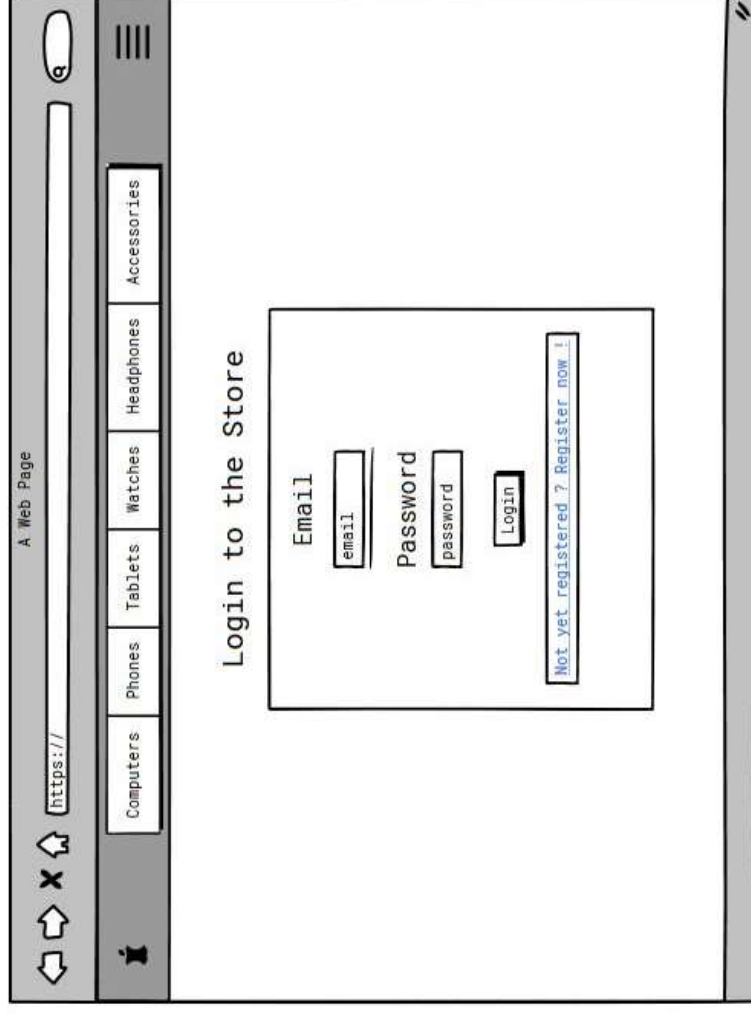 A Web Page
https://
Computers Phones Tablets Watches Headphones Accessories
Login to the Store
Email
email
Password
password
Login
Not yet registered ? Register now !